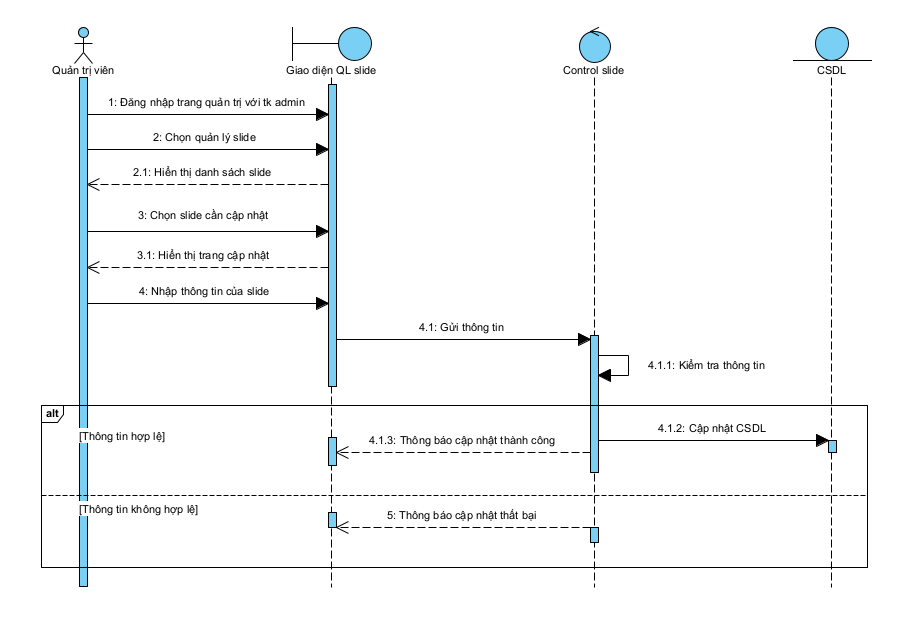 Quản trị viên
Giao diện QL slide
Control slide
CSDL
1: Đăng nhập trang quản trị với tk admin
2: Chọn quản lý slide
2.1: Hiển thị danh sách slide
3: Chọn slide cần cập nhật
3.1: Hiển thị trang cập nhật
4: Nhập thông tin của slide
4.1: Gửi thông tin
4.1.1: Kiểm tra thông tin
alt
[Thông tin hợp lệ]
4.1.2: Cập nhật CSDL
4.1.3: Thông báo cập nhật thành công
[Thông tin không hợp lệ]
5: Thông báo cập nhật thất bại